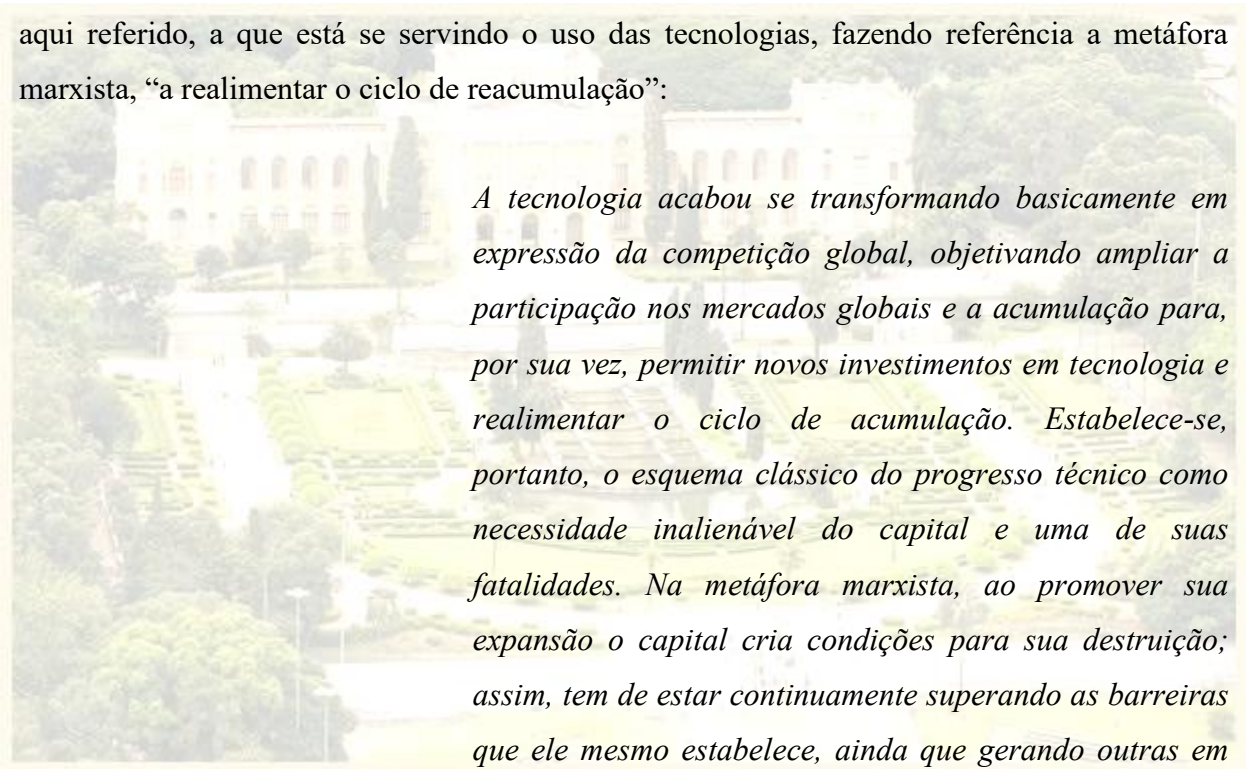 aqui referido, a que está se servindo o uso das tecnologias, fazendo referência a metáfora
marxista, “a realimentar o ciclo de reacumulação”:
A tecnologia acabou se transformando basicamente em
expressão da competição global, objetivando ampliar a
participação nos mercados globais e a acumulação para,
por sua vez, permitir novos investimentos em tecnologia e
realimentar o ciclo de acumulação. Estabelece-se,
portanto, o esquema clássico do progresso técnico como
necessidade inalienável do capital e uma de suas
fatalidades. Na metáfora marxista, ao promover sua
expansão o capital cria condições para sua destruição;
assim, tem de estar continuamente superando as barreiras
que ele mesmo estabelece, ainda que gerando outras em